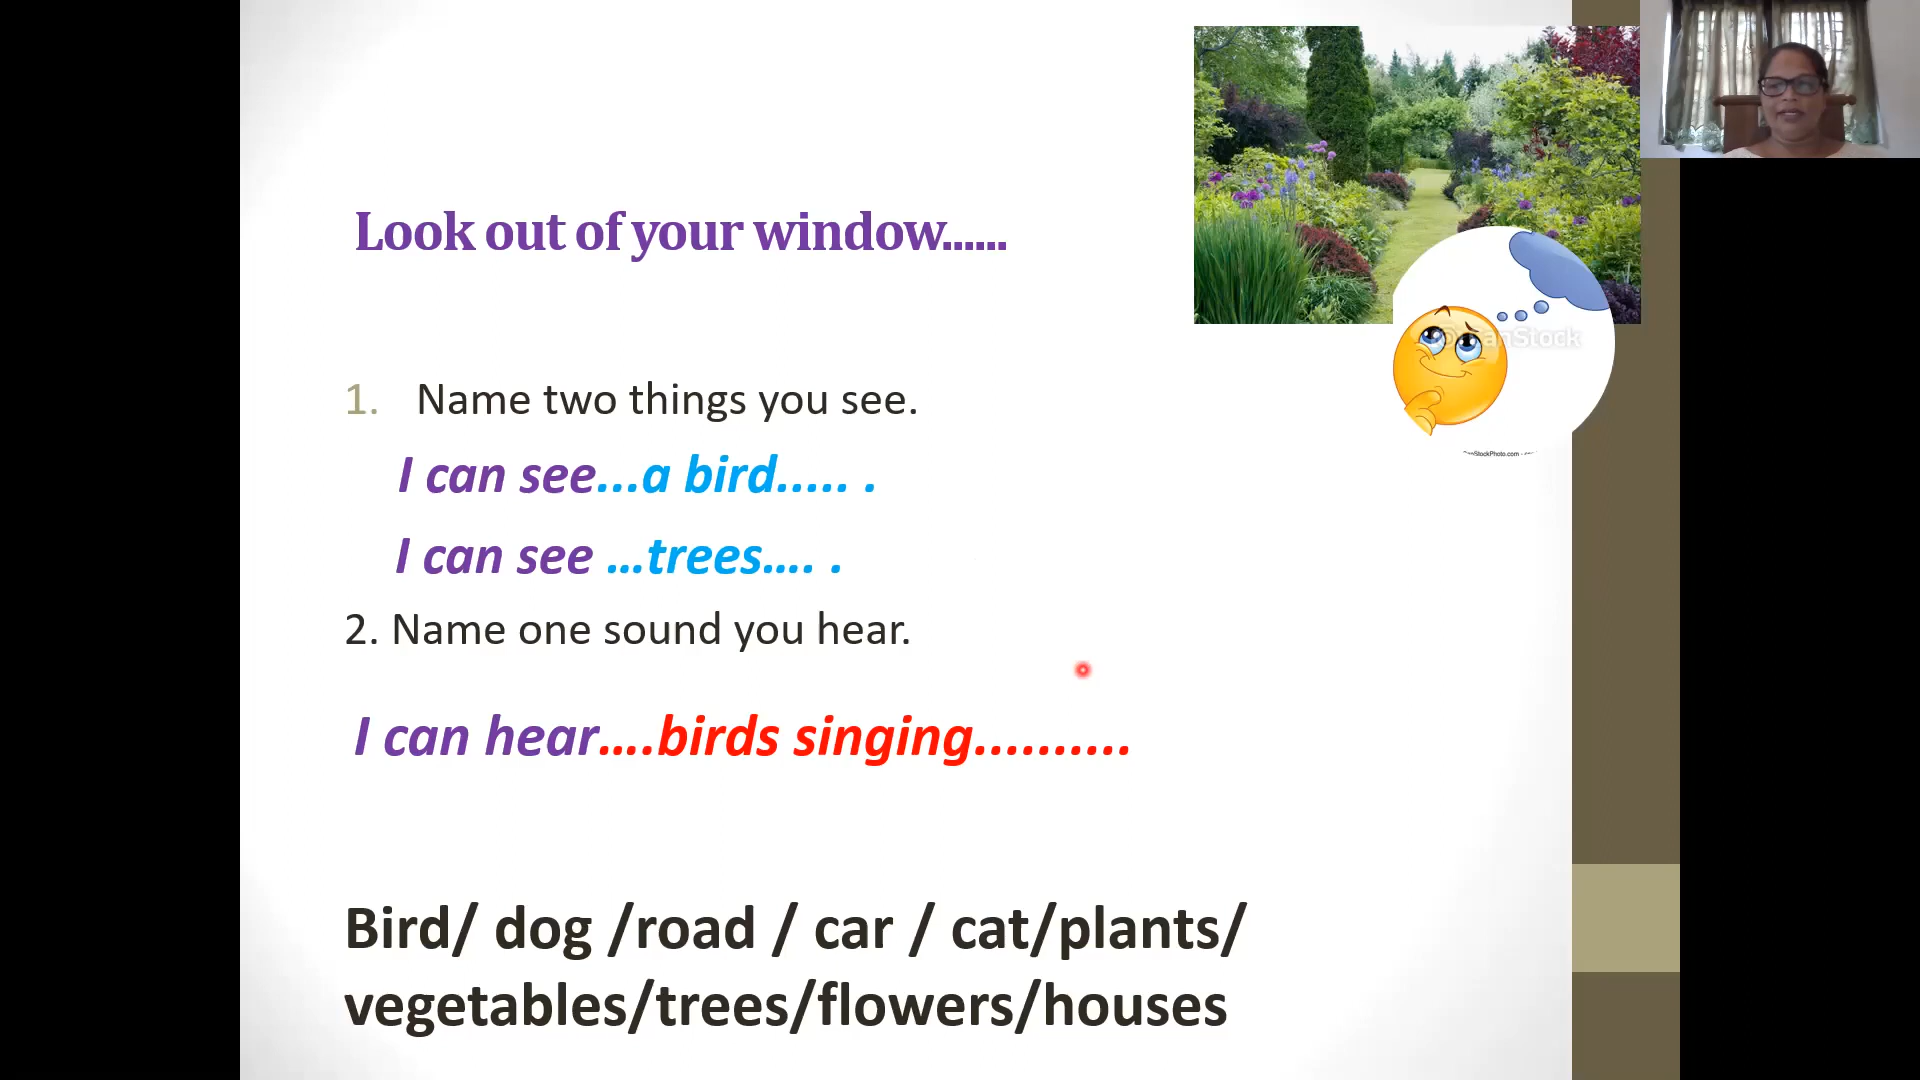 Look out of your window......
1. Name two things you see.
I can see...a bird..... .
I can see ...trees.... .
2. Name one sound you hear.
I can hear....birds singing..........
Bird/ dog /road / car / cat/plants/
vegetables/trees/flowers/houses